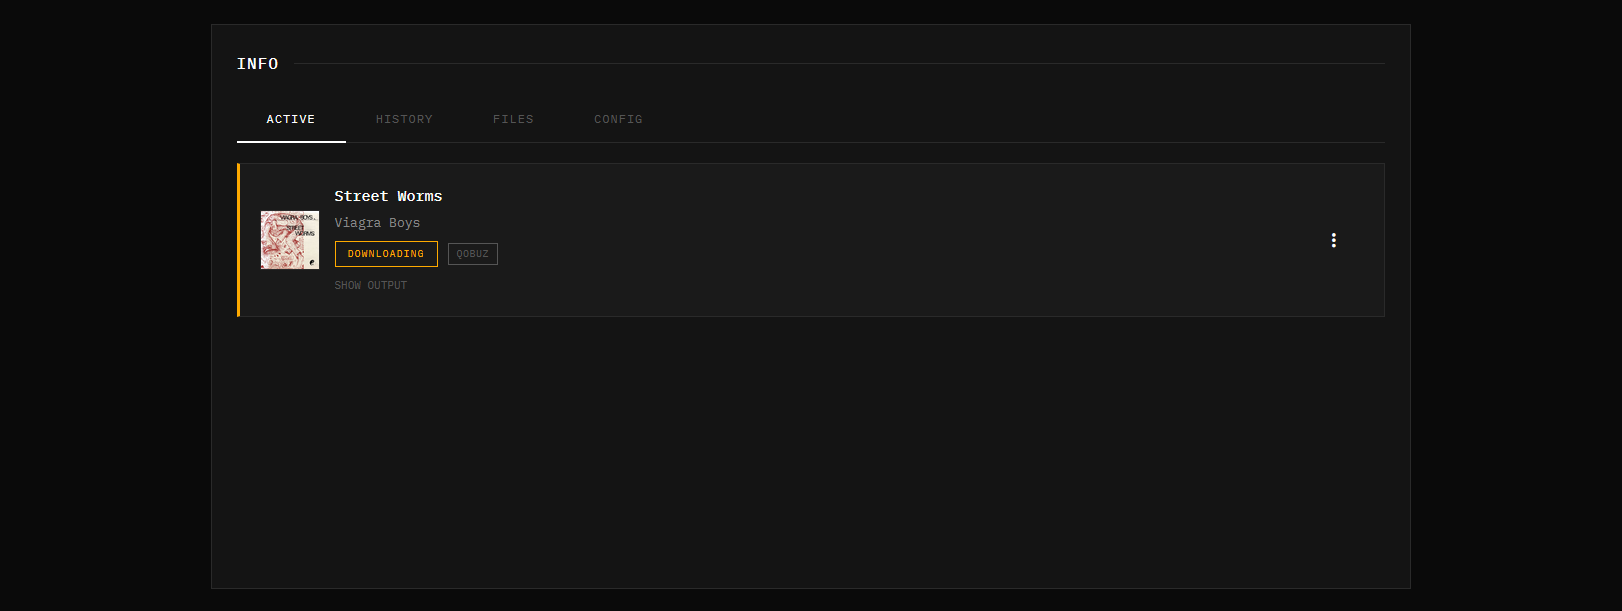 INFO
ACTIVE HISTORY FILES CONFIG
Street Worms
VIAGRA BOYS
STREET
WORMS
Viagra Boys
DOWNLOADING QOBUZ
SHOW OUTPUT